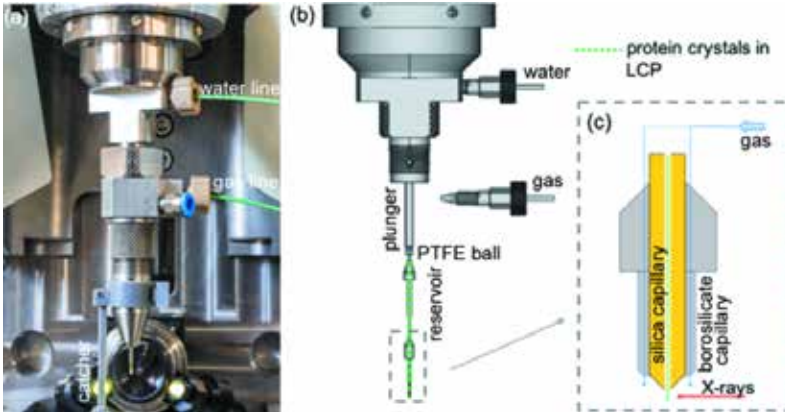 (a)
water line
gas line
catcher
(b)
water
gas
plunger
PTFE ball
reservoir
protein crystals in
LCP
(c)
gas
silica capillary
borosilicate
capillary
X-rays